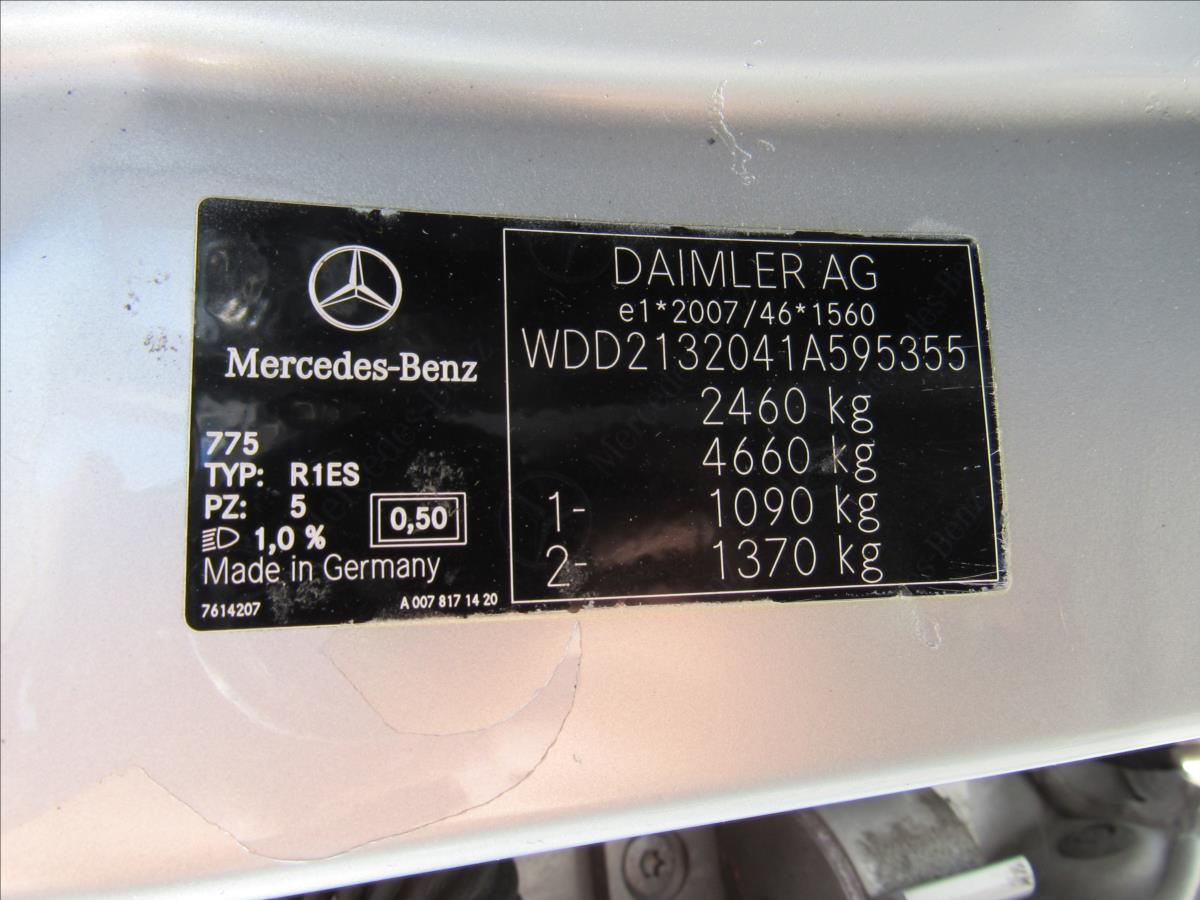 Mercedes-Benz
775
TYP: R1ES
PZ: 5
1,0 %
0,50
Made in Germany
7614207
A 007 817 14 20
DAIMLER AG
e1*2007/46*1560
WDD2132041A595355
2460 kg
4660 kg
1- 1090 kg
2- 1370 kg